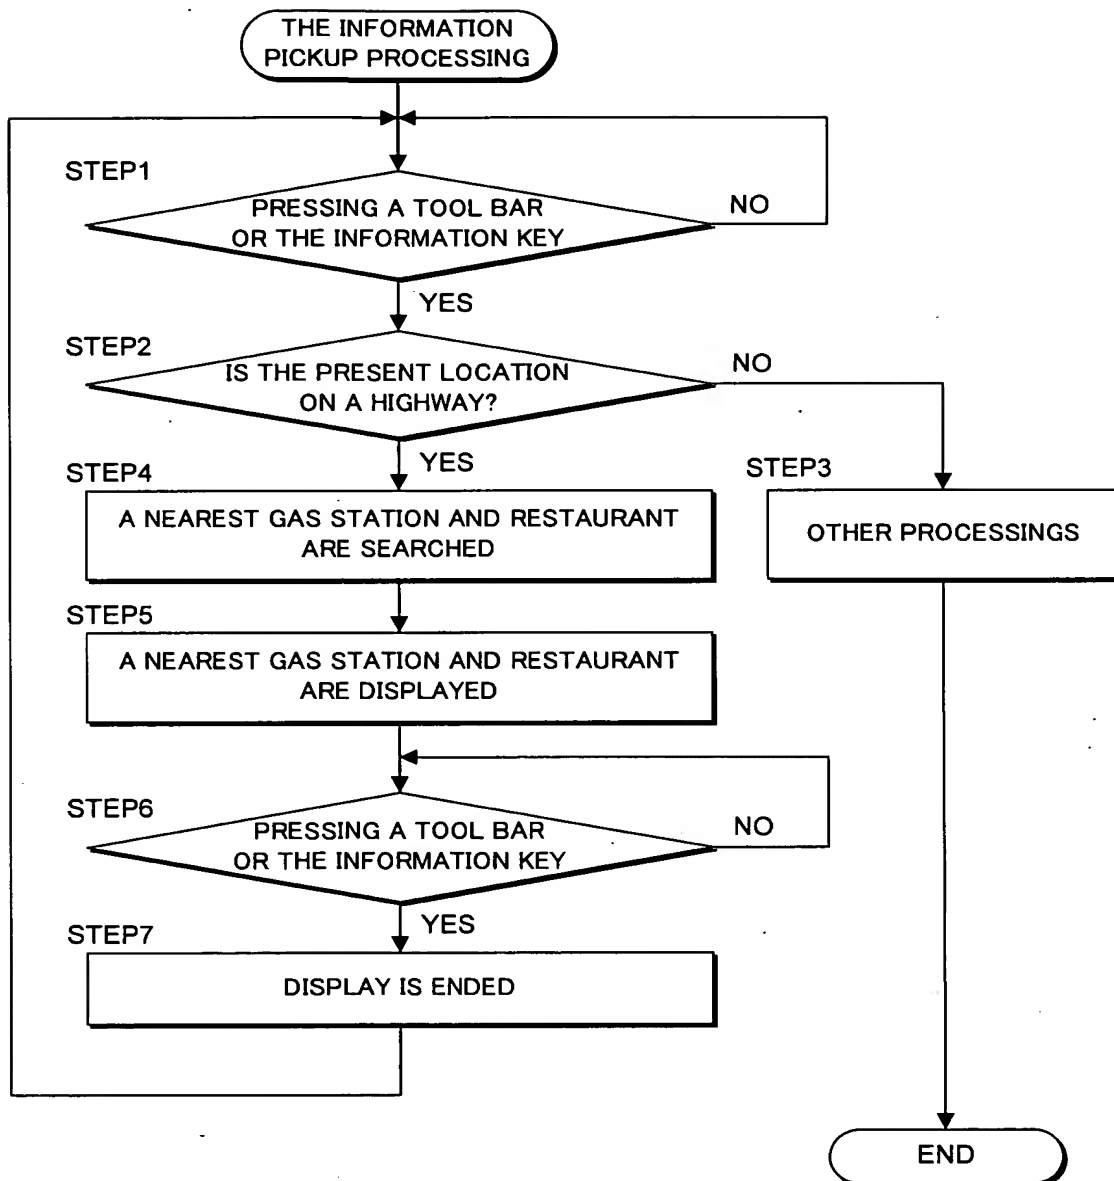 THE INFORMATION
PICKUP PROCESSING
STEP1
PRESSING A TOOL BAR
OR THE INFORMATION KEY
NO
YES
STEP2
IS THE PRESENT LOCATION
ON A HIGHWAY?
NO
YES
STEP4
A NEAREST GAS STATION AND RESTAURANT
ARE SEARCHED
STEP3
OTHER PROCESSINGS
STEP5
A NEAREST GAS STATION AND RESTAURANT
ARE DISPLAYED
STEP6
PRESSING A TOOL BAR
OR THE INFORMATION KEY
NO
YES
STEP7
DISPLAY IS ENDED
END